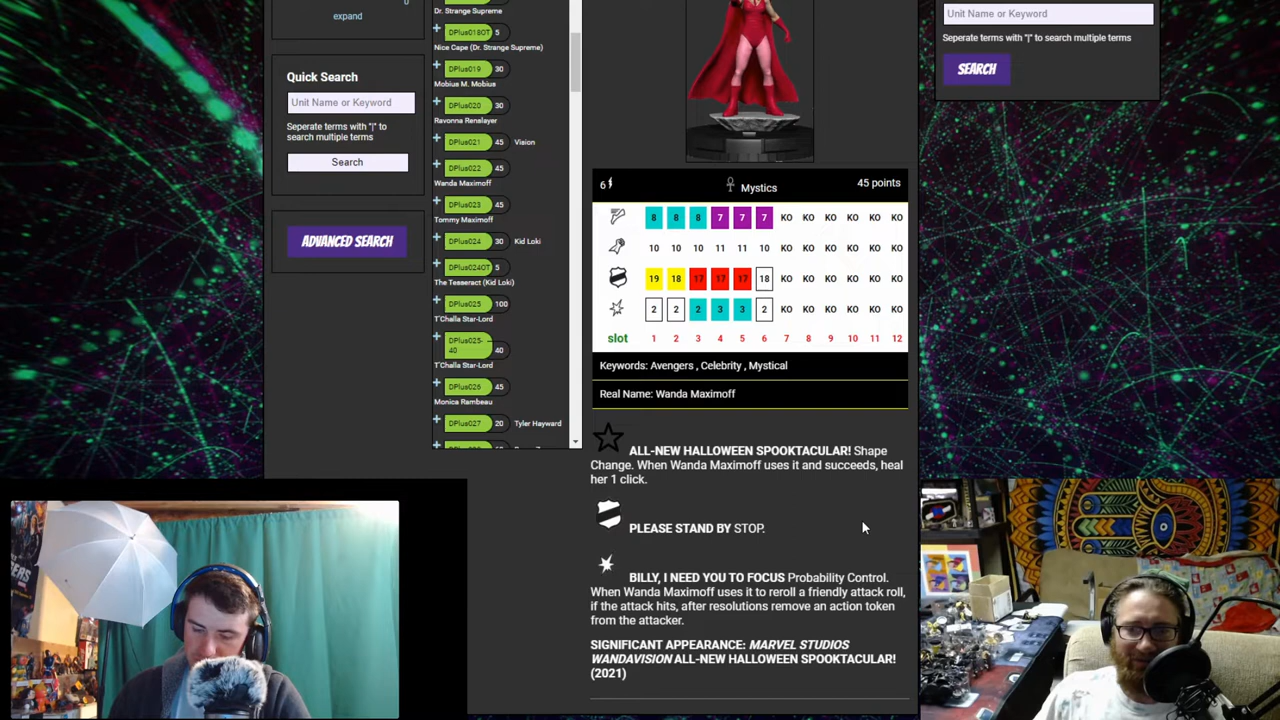 0
expand
Quick Search
Unit Name or Keyword
Seperate terms with "|" to
search multiple terms
Search
ADVANCED SEARCH
Dr. Strange Supreme
DPlus018OT 5
Nice Cape (Dr. Strange Supreme)
DPlus019 30
Mobius M. Mobius
DPlus020 30
Ravonna Renslayer
DPlus021 45 Vision
DPlus022 45
Wanda Maximoff
DPlus023 45
Tommy Maximoff
DPlus024 30 Kid Loki
DPlus024OT 5
The Tesseract (Kid Loki)
DPlus025 100
T'Challa Star-Lord
DPlus025-
40 40
T'Challa Star-Lord
DPlus026 45
Monica Rambeau
DPlus027 20 Tyler Hayward
6 Mystics 45 points
8 8 8 7 7 7 KO KO KO KO KO KO
10 10 10 11 11 10 KO KO KO KO KO KO
19 18 17 17 17 18 KO KO KO KO KO KO
2 2 2 3 3 2 KO KO KO KO KO KO
slot 1 2 3 4 5 6 7 8 9 10 11 12
Keywords: Avengers , Celebrity , Mystical
Real Name: Wanda Maximoff
ALL-NEW HALLOWEEN SPOOKTACULAR! Shape
Change. When Wanda Maximoff uses it and succeeds, heal
her 1 click.
PLEASE STAND BY STOP.
BILLY, I NEED YOU TO FOCUS Probability Control.
When Wanda Maximoff uses it to reroll a friendly attack roll,
if the attack hits, after resolutions remove an action token
from the attacker.
SIGNIFICANT APPEARANCE: MARVEL STUDIOS
WANDAVISION ALL-NEW HALLOWEEN SPOOKTACULAR!
(2021)
Unit Name or Keyword
Seperate terms with "|" to search multiple terms
SEARCH